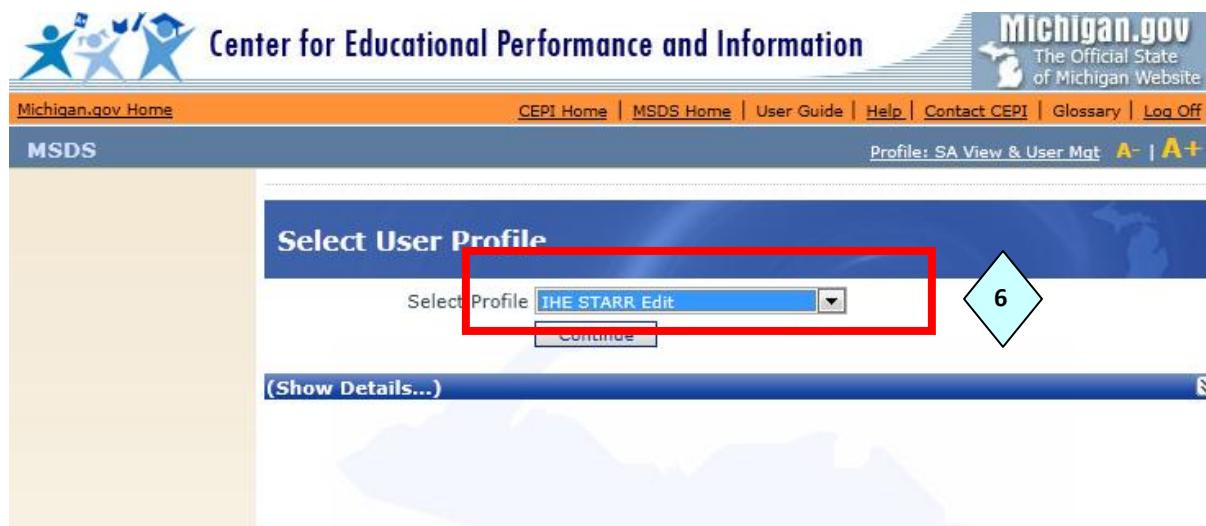 Center for Educational Performance and Information
Michigan.gov
The Official State
of Michigan Website
Michigan.gov Home
CEPI Home | MSDS Home | User Guide | Help | Contact CEPI | Glossary | Log Off
MSDS
Profile: SA View & User Mgt A- | A+
Select User Profile
Select Profile IHE STARR Edit
6
Continue
(Show Details...)